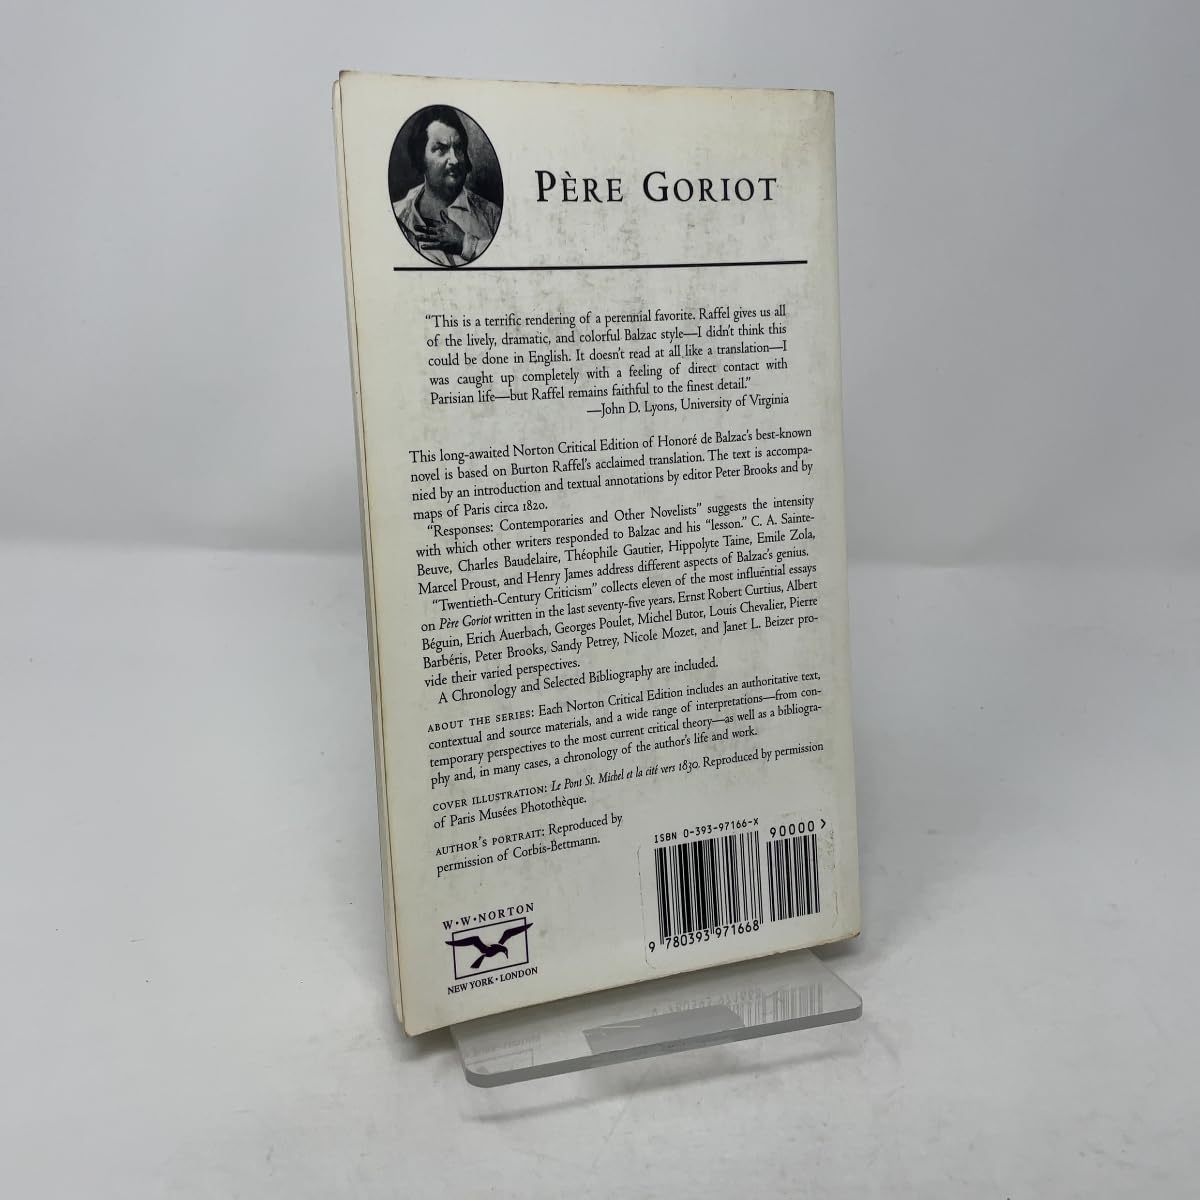 PÈRE GORIOT
“This is a terrific rendering of a perennial favorite. Raffel gives us all
of the lively, dramatic, and colorful Balzac style—I didn’t think this
could be done in English. It doesn’t read at all like a translation—I
was caught up completely with a feeling of direct contact with
Parisian life—but Raffel remains faithful to the finest detail.”
—John D. Lyons, University of Virginia
This long-awaited Norton Critical Edition of Honoré de Balzac’s best-known
novel is based on Burton Raffel’s acclaimed translation. The text is accompa-
nied by an introduction and textual annotations by editor Peter Brooks and by
maps of Paris circa 1820.
“Responses: Contemporaries and Other Novelists” suggests the intensity
with which other writers responded to Balzac and his “lesson.” C. A. Sainte-
Beuve, Charles Baudelaire, Théophile Gautier, Hippolyte Taine, Emile Zola,
Marcel Proust, and Henry James address different aspects of Balzac’s genius.
“Twentieth-Century Criticism” collects eleven of the most influential essays
on Père Goriot written in the last seventy-five years. Ernst Robert Curtius, Albert
Béguin, Erich Auerbach, Georges Poulet, Michel Butor, Louis Chevalier, Pierre
Barbéris, Peter Brooks, Sandy Petrey, Nicole Mozet, and Janet L. Beizer pro-
vide their varied perspectives.
A Chronology and Selected Bibliography are included.
ABOUT THE SERIES: Each Norton Critical Edition includes an authoritative text,
contextual and source materials, and a wide range of interpretations—from con-
temporary perspectives to the most current critical theory—as well as a bibliogra-
phy and, in many cases, a chronology of the author’s life and work.
COVER ILLUSTRATION: Le Pont St. Michel et la cité vers 1830. Reproduced by permission
of Paris Musées Photothèque.
AUTHOR’S PORTRAIT: Reproduced by
permission of Corbis-Bettmann.
ISBN 0-393-97166-X
90000>
9 780393 971668
W•W•NORTON
NEW YORK • LONDON